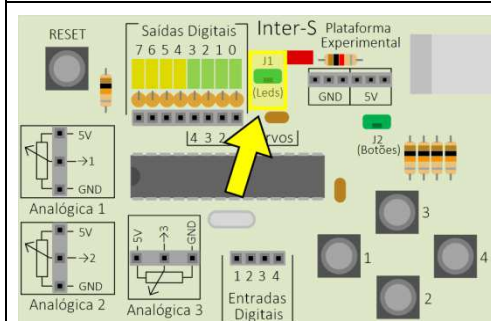 RESET
Saídas Digitais
7 6 5 4 3 2 1 0
Inter-S
Plataforma
Experimental
J1
(Leds)
GND 5V
J2
(Botões)
4 3 2
5V
→1
GND
Analógica 1
5V
→2
GND
Analógica 2
5V
→3
GND
Analógica 3
1 2 3 4
Entradas
Digitais
1
2
3
4